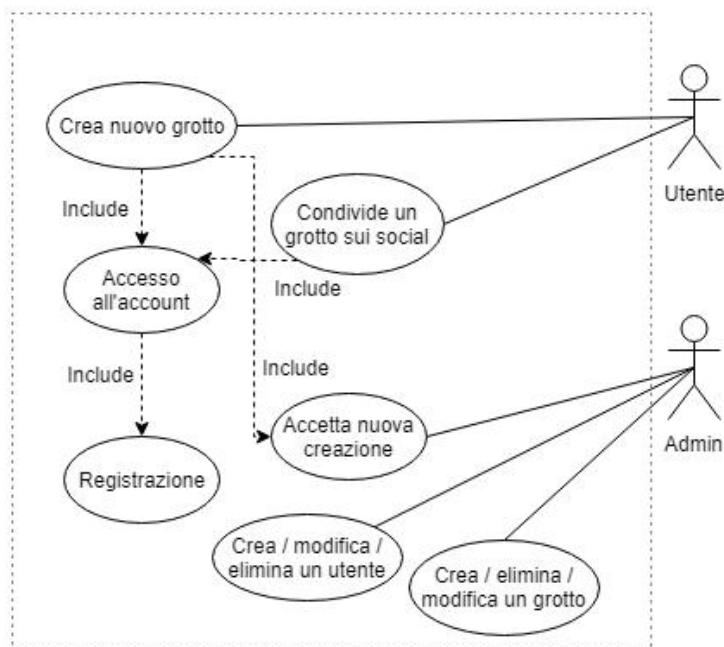 Crea nuovo grotto
Utente
Include
Condivide un
grotto sui social
Accesso
all'account
Include
Include
Include
Accetta nuova
creazione
Admin
Registrazione
Crea / modifica /
elimina un utente
Crea / elimina /
modifica un grotto